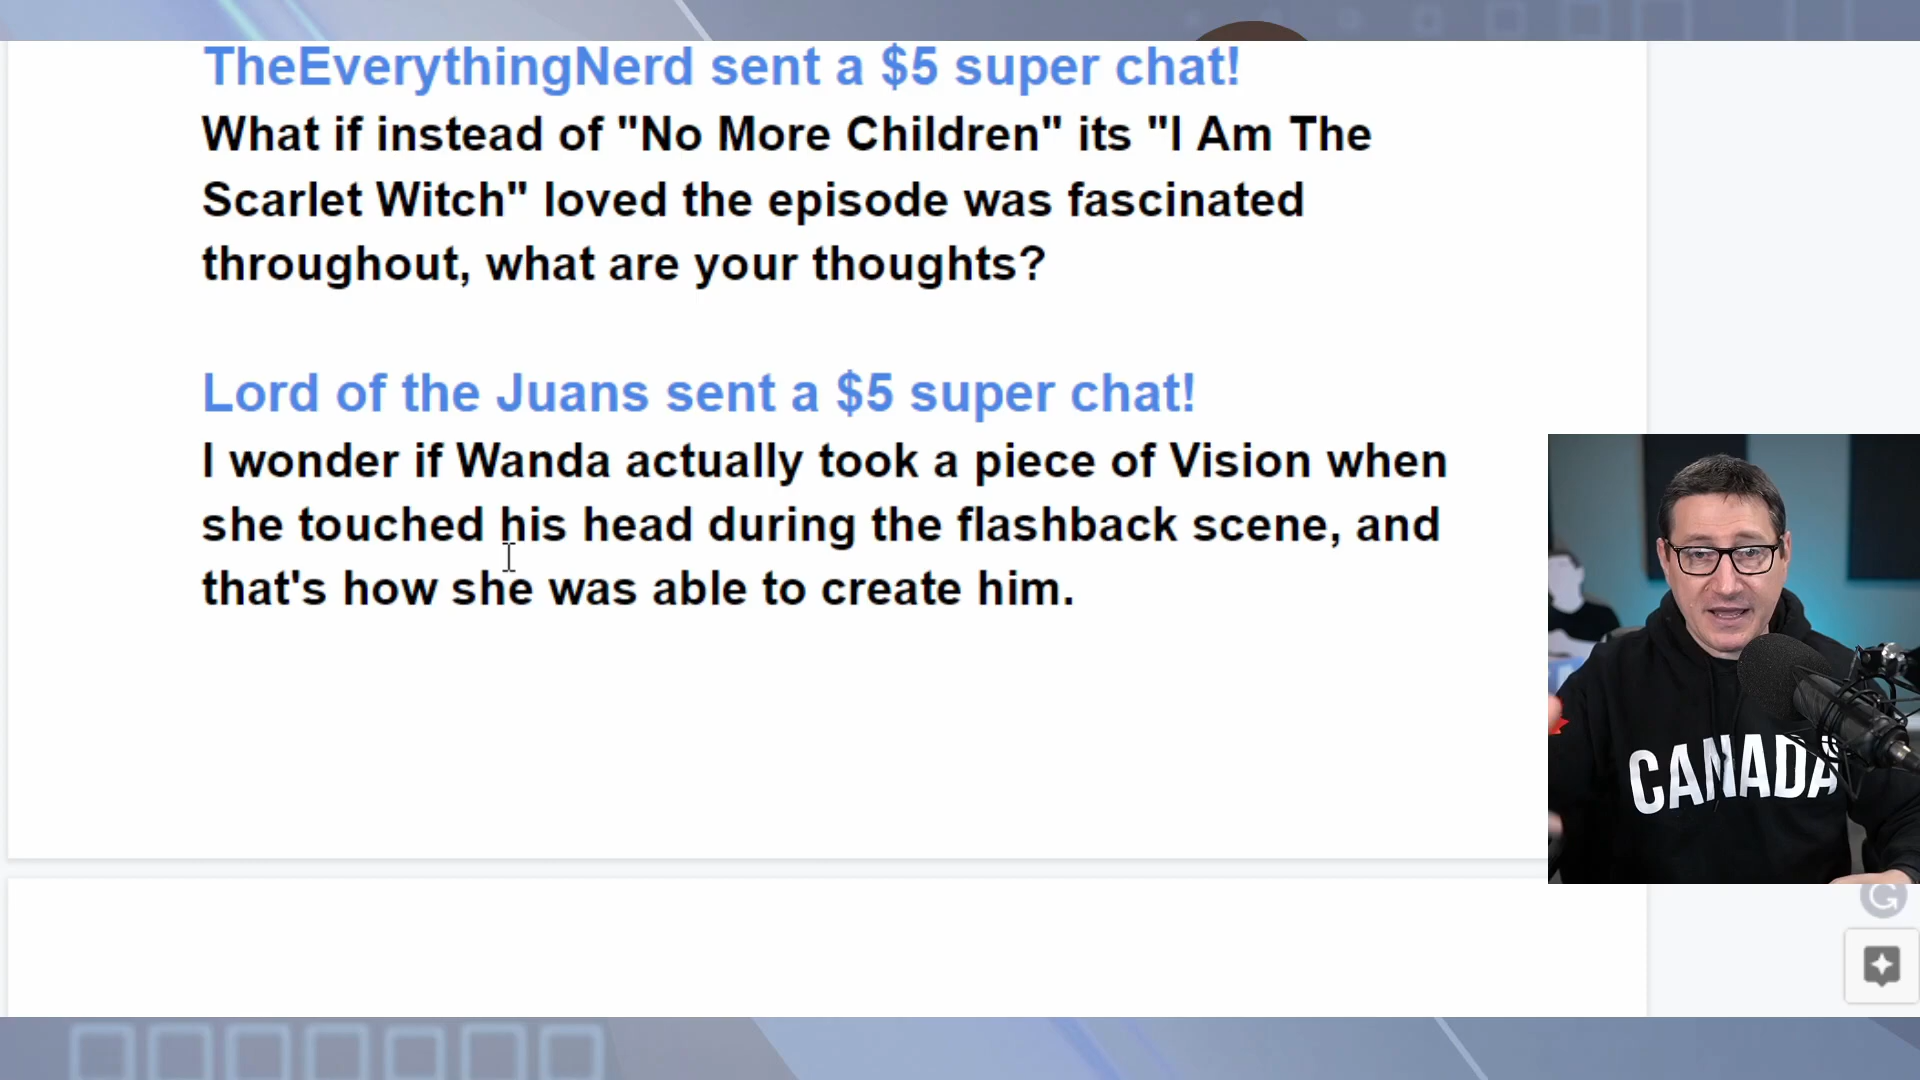 TheEverythingNerd sent a $5 super chat!
What if instead of "No More Children" its "I Am The
Scarlet Witch" loved the episode was fascinated
throughout, what are your thoughts?
Lord of the Juans sent a $5 super chat!
I wonder if Wanda actually took a piece of Vision when
she touched his head during the flashback scene, and
that's how she was able to create him.
CANADA